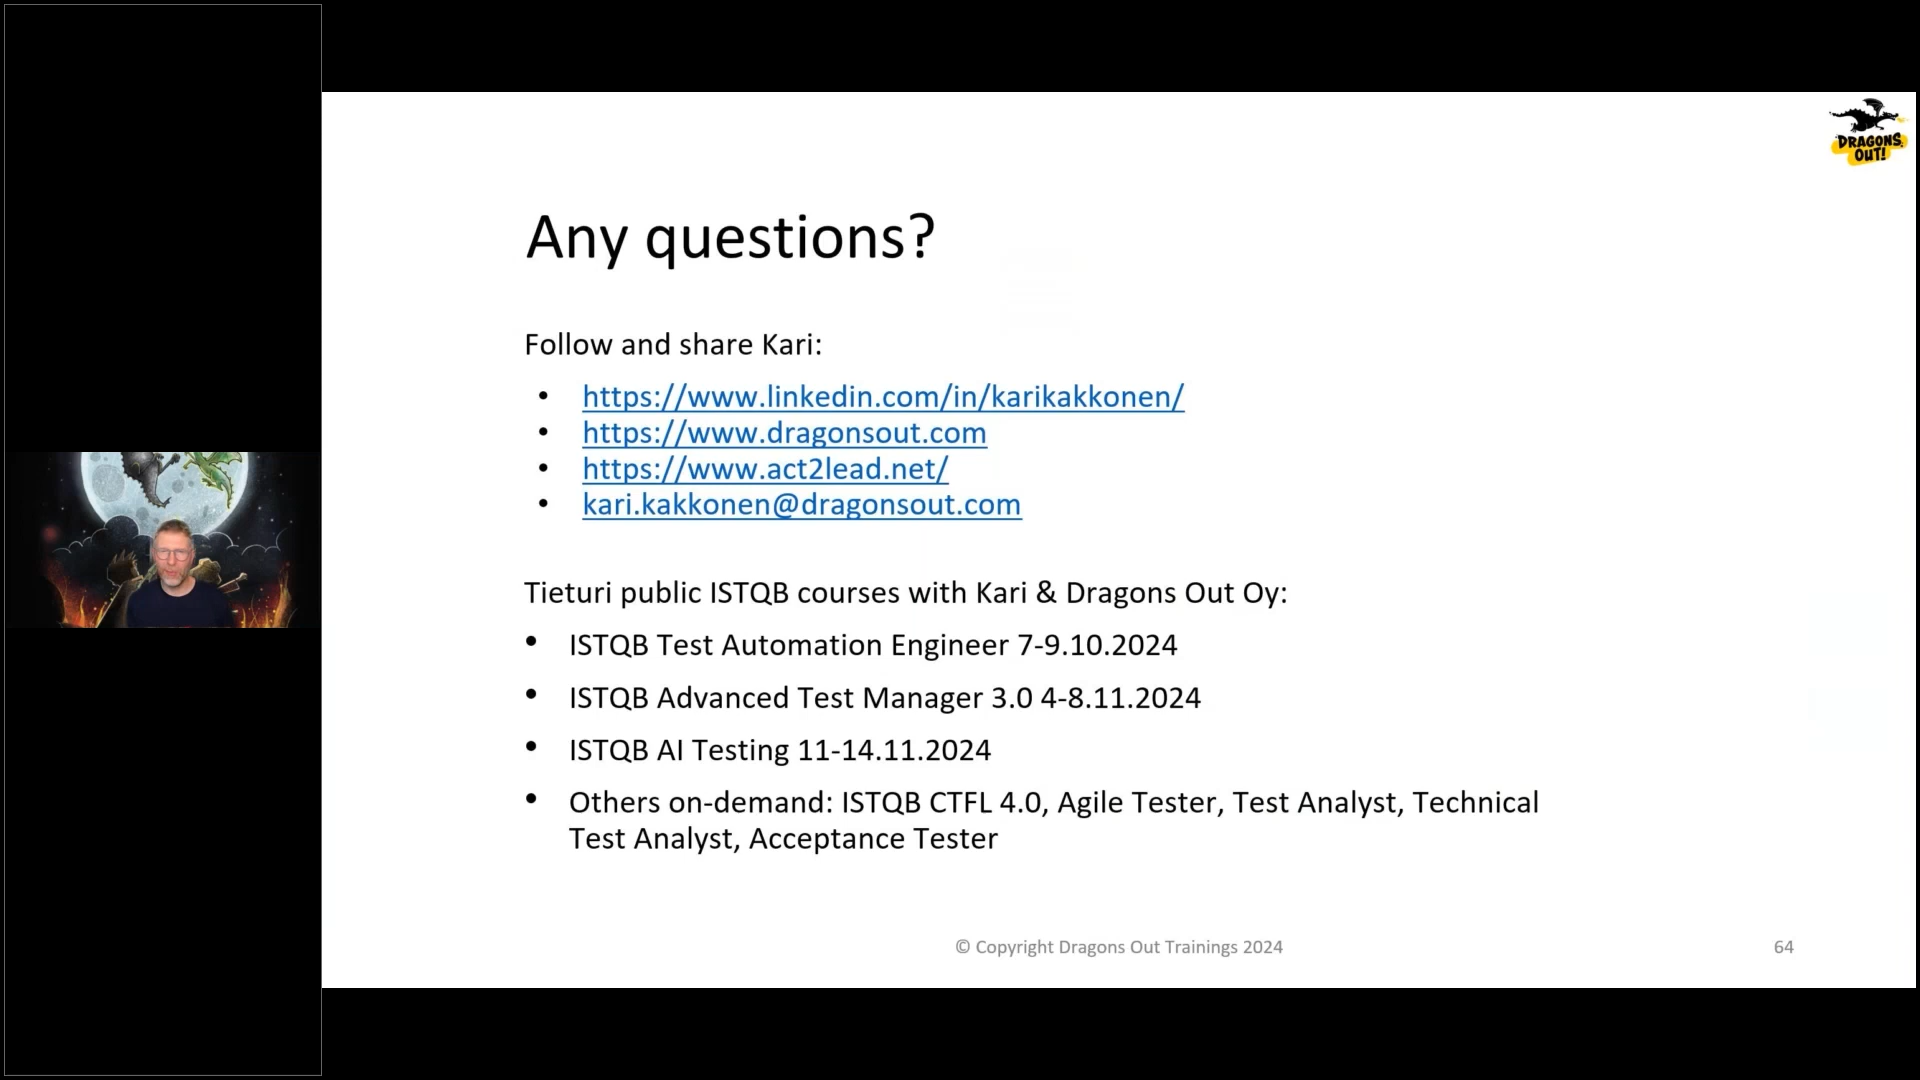 DRAGONS
OUT!
Any questions?
Follow and share Kari:
• https://www.linkedin.com/in/karikakkonen/
• https://www.dragonsout.com
• https://www.act2lead.net/
• kari.kakkonen@dragonsout.com
Tieturi public ISTQB courses with Kari & Dragons Out Oy:
• ISTQB Test Automation Engineer 7-9.10.2024
• ISTQB Advanced Test Manager 3.0 4-8.11.2024
• ISTQB AI Testing 11-14.11.2024
• Others on-demand: ISTQB CTFL 4.0, Agile Tester, Test Analyst, Technical
Test Analyst, Acceptance Tester
© Copyright Dragons Out Trainings 2024
64